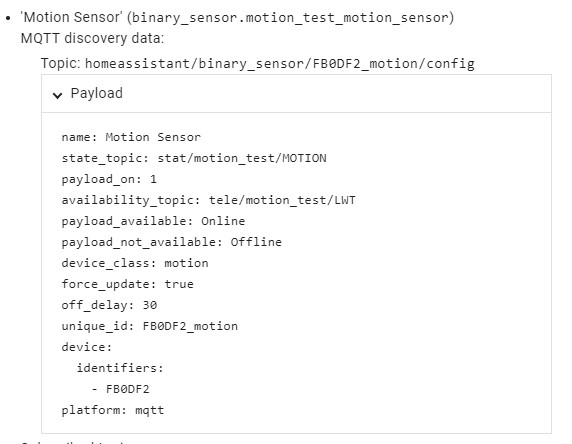 • 'Motion Sensor' (binary_sensor.motion_test_motion_sensor)
MQTT discovery data:
Topic: homeassistant/binary_sensor/FB0DF2_motion/config
Payload
name: Motion Sensor
state_topic: stat/motion_test/MOTION
payload_on: 1
availability_topic: tele/motion_test/LWT
payload_available: Online
payload_not_available: Offline
device_class: motion
force_update: true
off_delay: 30
unique_id: FB0DF2_motion
device:
  identifiers:
    - FB0DF2
platform: mqtt